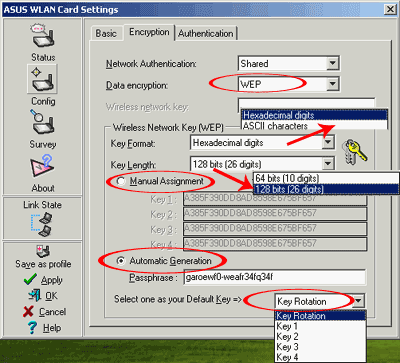 ASUS WLAN Card Settings
Status
Config
Survey
About
Link State
Save as profile
Apply
OK
Cancel
Help
Basic
Encryption
Authentication
Network Authentication:
Shared
Data encryption:
WEP
Wireless network key:
Hexadecimal digits
ASCII characters
Wireless Network Key (WEP)
Key Format:
Hexadecimal digits
Key Length:
128 bits (26 digits)
64 bits (10 digits)
128 bits (26 digits)
Manual Assignment
Key 1 :
A385F390DD8AD8598E675BF657
Key 2 :
A385F390DD8AD8598E675BF657
Key 3 :
A385F390DD8AD8598E675BF657
Key 4 :
A385F390DD8AD8598E675BF657
Automatic Generation
Passphrase :
garoewf0-weafr34fq34f
Select one as your Default Key =>
Key Rotation
Key Rotation
Key 1
Key 2
Key 3
Key 4